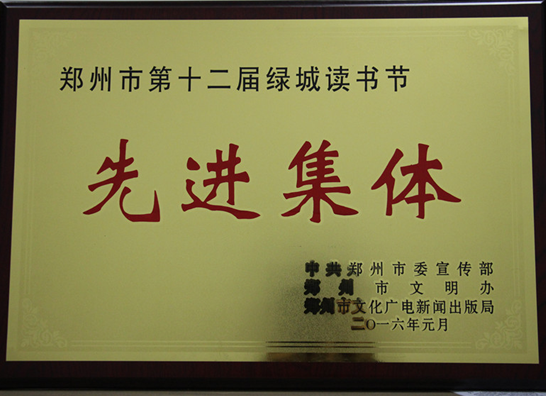 郑州市第十二届绿城读书节
先进集体
中共郑州市委宣传部
郑州市文明办
郑州市文化广电新闻出版局
二〇一六年元月